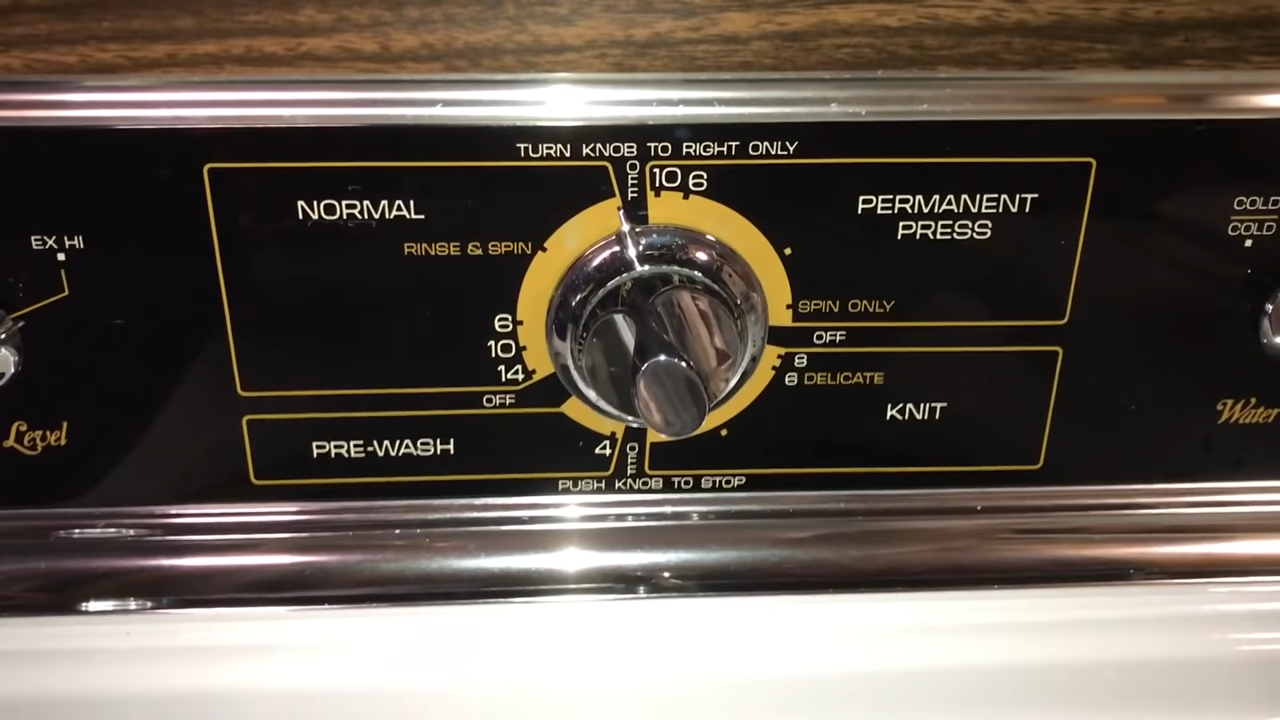 TURN KNOB TO RIGHT ONLY
OFF
10 6
NORMAL
PERMANENT
PRESS
RINSE & SPIN
EX HI
COLD
COLD
SPIN ONLY
6
10
14
OFF
OFF
8
6 DELICATE
KNIT
Level
Water
PRE-WASH
4
OFF
PUSH KNOB TO STOP